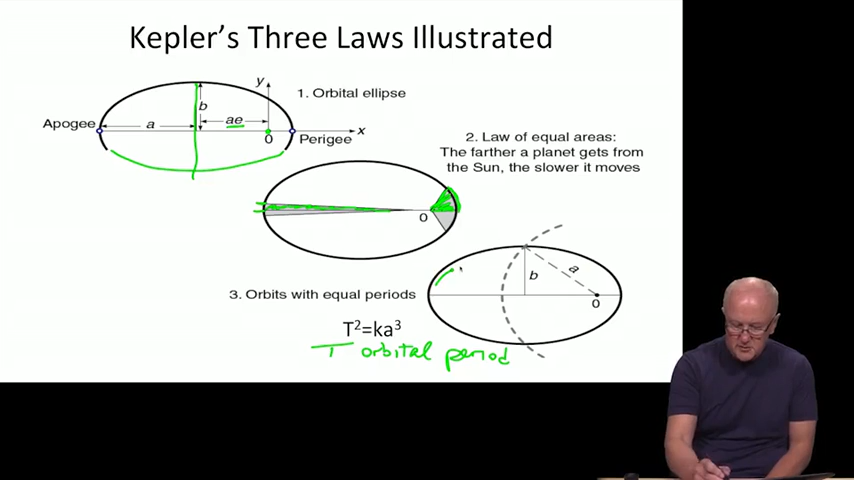 Kepler's Three Laws Illustrated
y
1. Orbital ellipse
b
ae
a
Apogee
x
0
Perigee
2. Law of equal areas:
The farther a planet gets from
the Sun, the slower it moves
0
b
a
0
3. Orbits with equal periods
T²=ka³
T orbital period